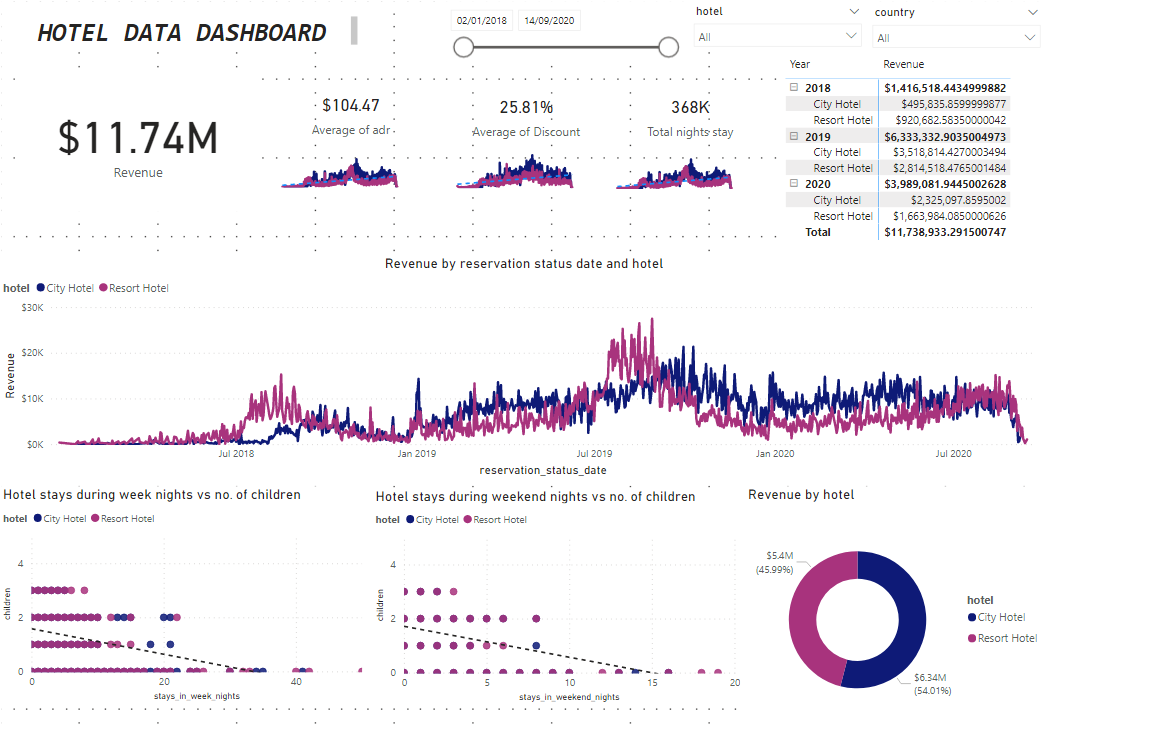 HOTEL DATA DASHBOARD
02/01/2018 14/09/2020
hotel
All
country
All
$11.74M
Revenue
$104.47
Average of adr
25.81%
Average of Discount
368K
Total nights stay
Year Revenue
2018 $1,416,518.4434999882
City Hotel $495,835.8599999877
Resort Hotel $920,682.58350000042
2019 $6,333,332.9035004973
City Hotel $3,518,814.4270003494
Resort Hotel $2,814,518.4765001484
2020 $3,989,081.9445002628
City Hotel $2,325,097.8595002
Resort Hotel $1,663,984.0850000626
Total $11,738,933.291500747
Revenue by reservation status date and hotel
hotel City Hotel Resort Hotel
Revenue
$30K
$20K
$10K
$0K
Jul 2018 Jan 2019 Jul 2019 Jan 2020 Jul 2020
reservation_status_date
Hotel stays during week nights vs no. of children
hotel City Hotel Resort Hotel
children
4
2
0
0 20 40
stays_in_week_nights
Hotel stays during weekend nights vs no. of children
hotel City Hotel Resort Hotel
children
4
2
0
0 5 10 15 20
stays_in_weekend_nights
Revenue by hotel
$5.4M
(45.99%)
$6.34M
(54.01%)
hotel
City Hotel
Resort Hotel